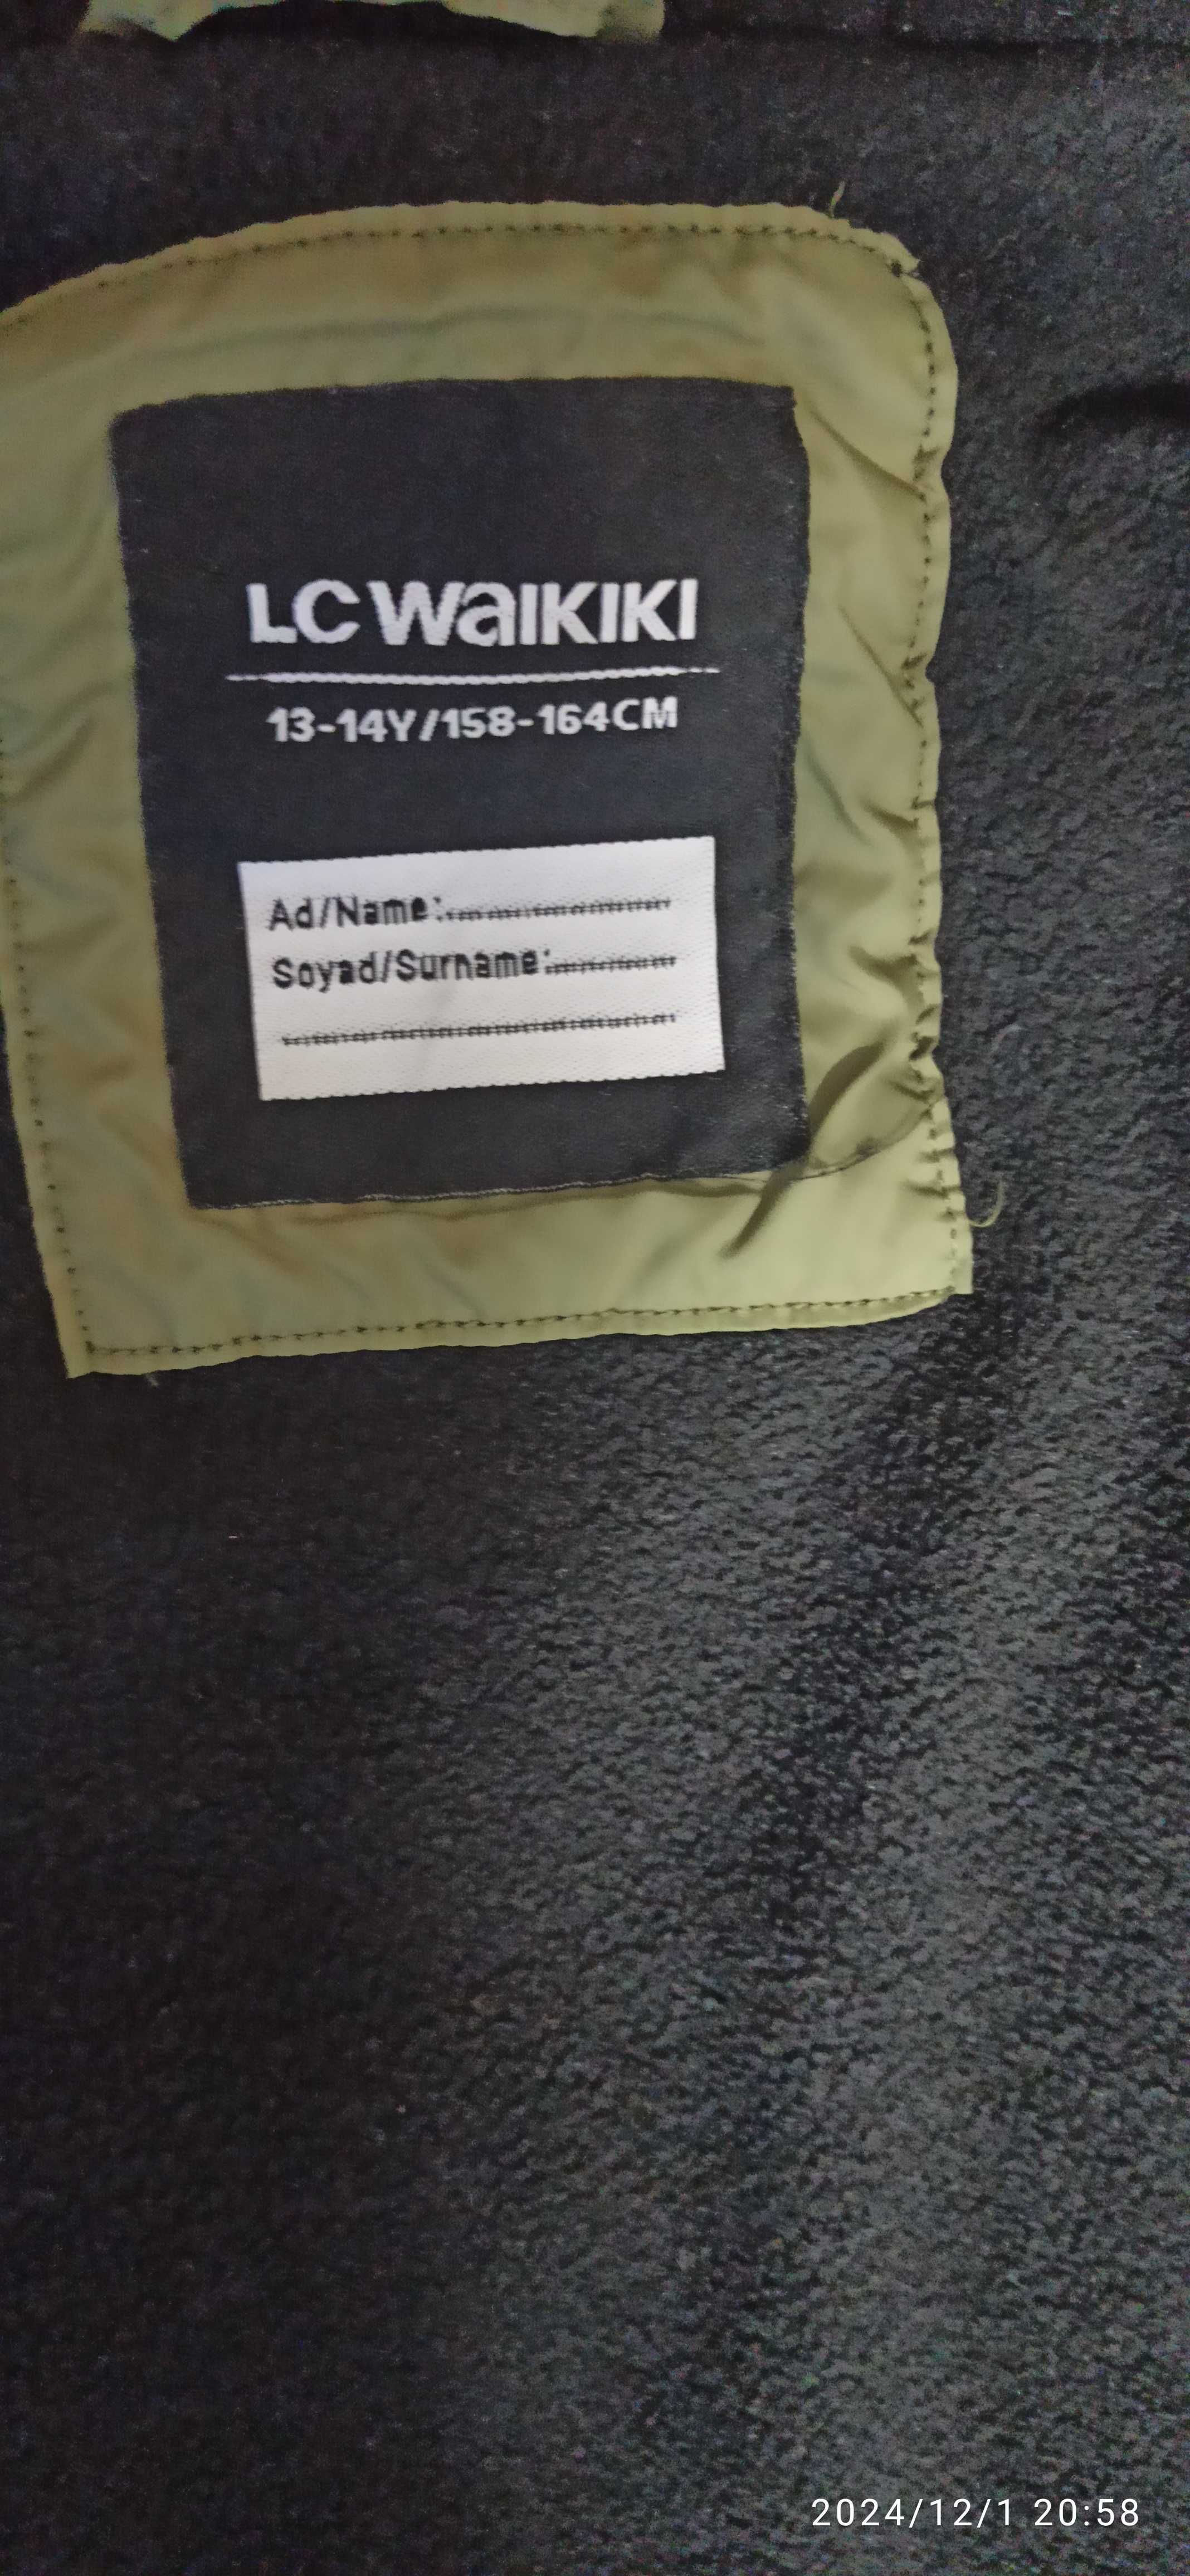 LC WAIKIKI
13-14Y/158-164CM
Ad/Name:
Soyad/Surname:
2024/12/1 20:58